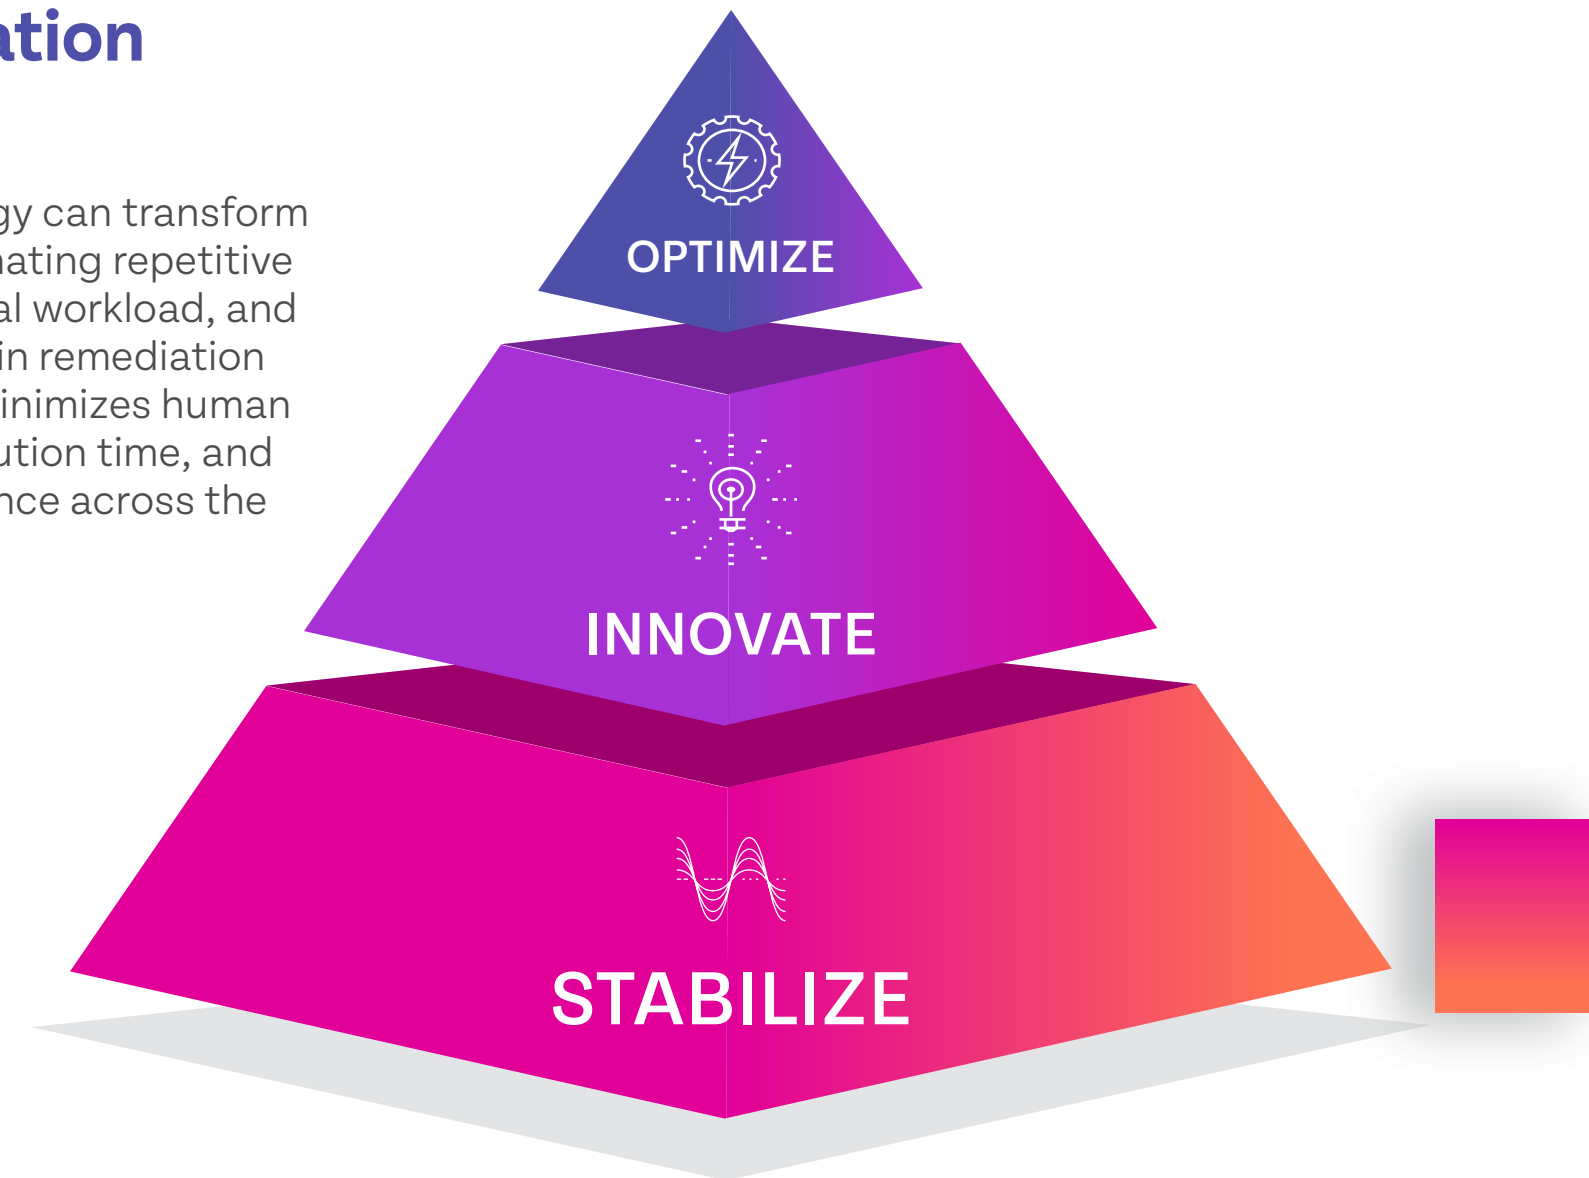 ation
gy can transform
nating repetitive
al workload, and
in remediation
inimizes human
ution time, and
nce across the
OPTIMIZE
INNOVATE
STABILIZE